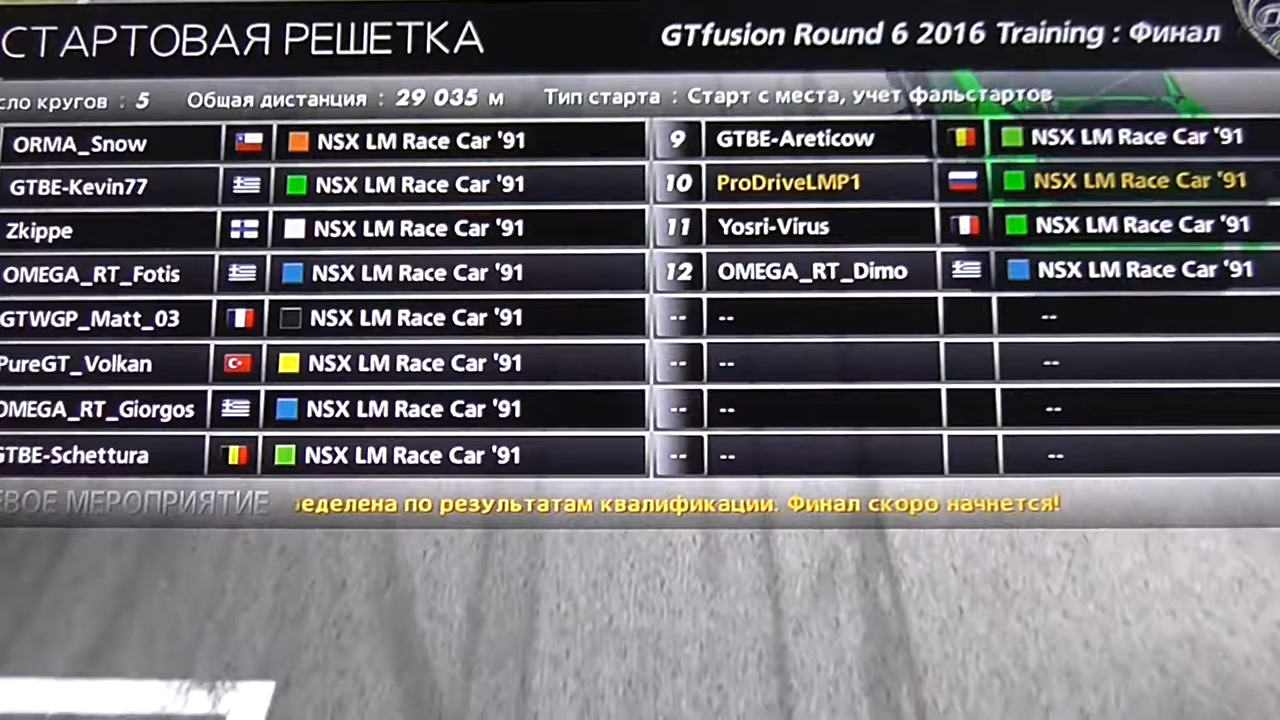 СТАРТОВАЯ РЕШЕТКА
GTfusion Round 6 2016 Training : Финал
сло кругов : 5 Общая дистанция : 29 035 м Тип старта : Старт с места, учет фальстартов
ORMA_Snow NSX LM Race Car '91
GTBE-Kevin77 NSX LM Race Car '91
Zkippe NSX LM Race Car '91
OMEGA_RT_Fotis NSX LM Race Car '91
GTWGP_Matt_03 NSX LM Race Car '91
PureGT_Volkan NSX LM Race Car '91
OMEGA_RT_Giorgos NSX LM Race Car '91
GTBE-Schettura NSX LM Race Car '91
9 GTBE-Areticow NSX LM Race Car '91
10 ProDriveLMP1 NSX LM Race Car '91
11 Yosri-Virus NSX LM Race Car '91
12 OMEGA_RT_Dimo NSX LM Race Car '91
-- -- --
-- -- --
-- -- --
-- -- --
ЕВОЕ МЕРОПРИЯТИЕ еделена по результатам квалификации. Финал скоро начнется!